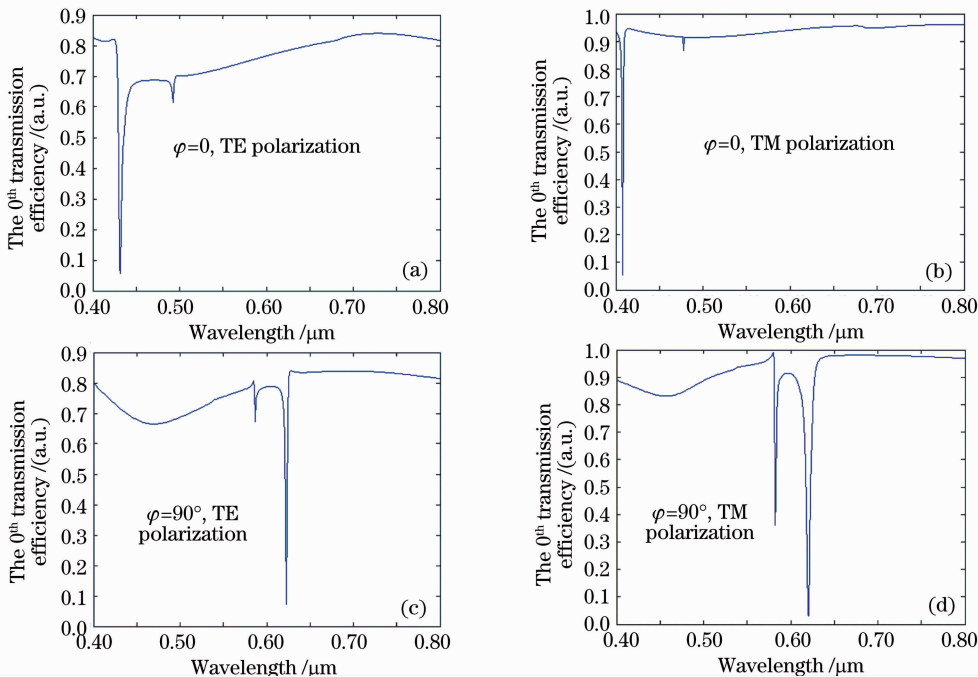 The 0th transmission
efficiency /(a.u.)
0.9
0.8
0.7
0.6
0.5
0.4
0.3
0.2
0.1
0.0
φ=0, TE polarization
(a)
0.40 0.50 0.60 0.70 0.80
Wavelength /μm
The 0th transmission
efficiency /(a.u.)
1.0
0.9
0.8
0.7
0.6
0.5
0.4
0.3
0.2
0.1
0.0
φ=0, TM polarization
(b)
0.40 0.50 0.60 0.70 0.80
Wavelength /μm
The 0th transmission
efficiency /(a.u.)
0.9
0.8
0.7
0.6
0.5
0.4
0.3
0.2
0.1
0.0
φ=90°, TE
polarization
(c)
0.40 0.50 0.60 0.70 0.80
Wavelength /μm
The 0th transmission
efficiency /(a.u.)
1.0
0.9
0.8
0.7
0.6
0.5
0.4
0.3
0.2
0.1
0.0
φ=90°, TM
polarization
(d)
0.40 0.50 0.60 0.70 0.80
Wavelength /μm